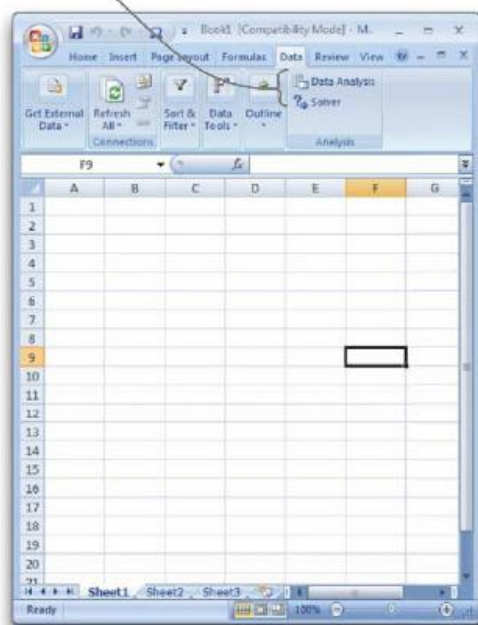 Book1 [Compatibility Mode] - M.
Home Insert Page Layout Formulas Data Review View
Get External Data
Refresh All
Connections
Sort & Filter
Data Tools
Outline
Data Analysis
Solver
Analysis
F9 fx
A B C D E F G
1
2
3
4
5
6
7
8
9
10
11
12
13
14
15
16
17
18
19
20
21
Sheet1 Sheet2 Sheet3
Ready 100%